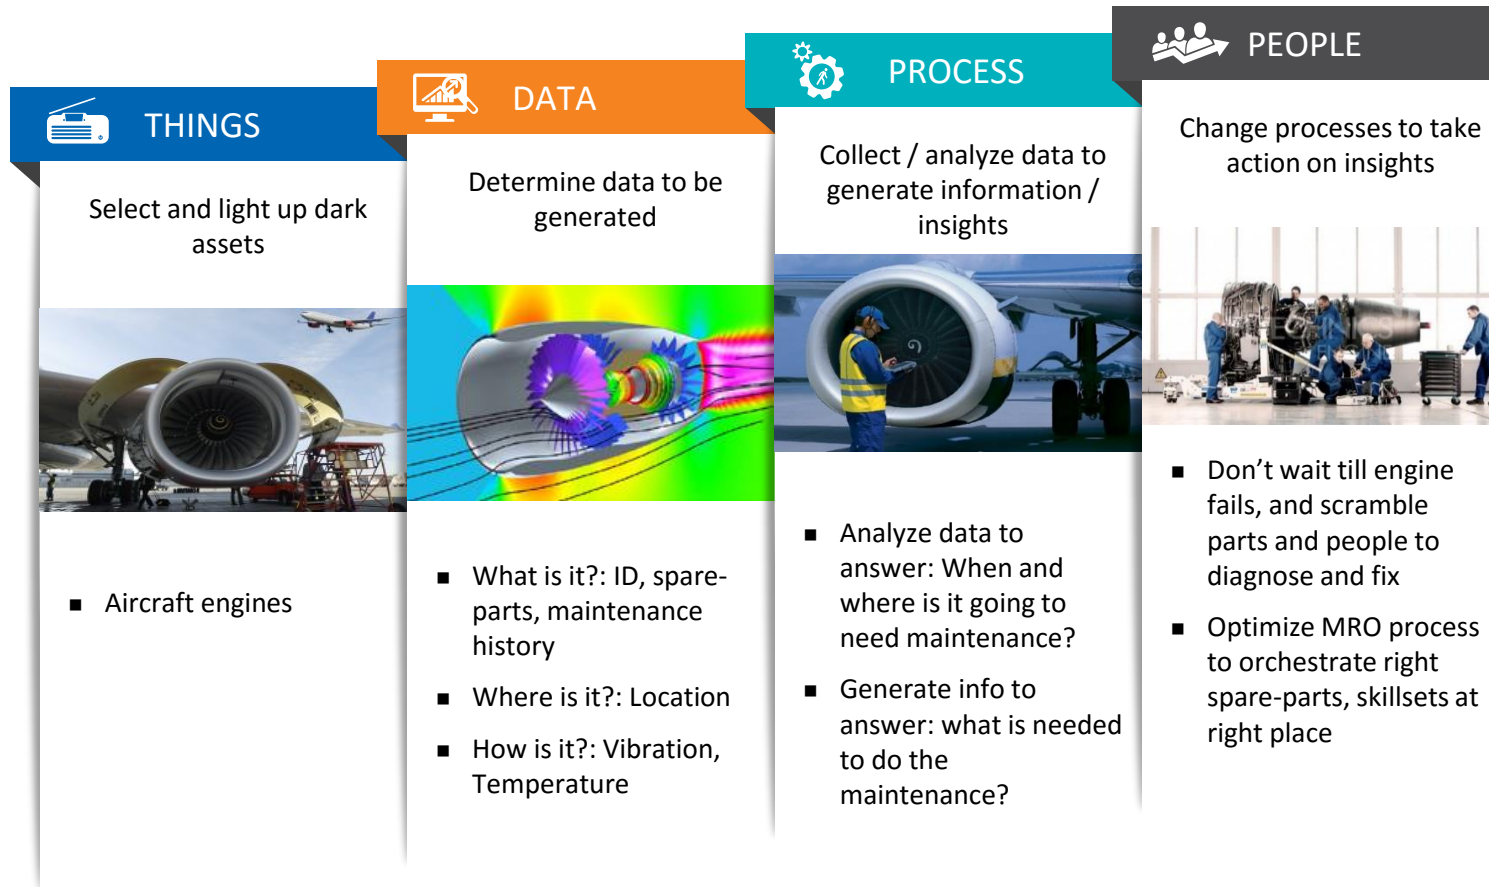 THINGS
Select and light up dark
assets
■ Aircraft engines
DATA
Determine data to be
generated
■ What is it?: ID, spare-
parts, maintenance
history
■ Where is it?: Location
■ How is it?: Vibration,
Temperature
PROCESS
Collect / analyze data to
generate information /
insights
■ Analyze data to
answer: When and
where is it going to
need maintenance?
■ Generate info to
answer: what is needed
to do the
maintenance?
PEOPLE
Change processes to take
action on insights
■ Don’t wait till engine
fails, and scramble
parts and people to
diagnose and fix
■ Optimize MRO process
to orchestrate right
spare-parts, skillsets at
right place